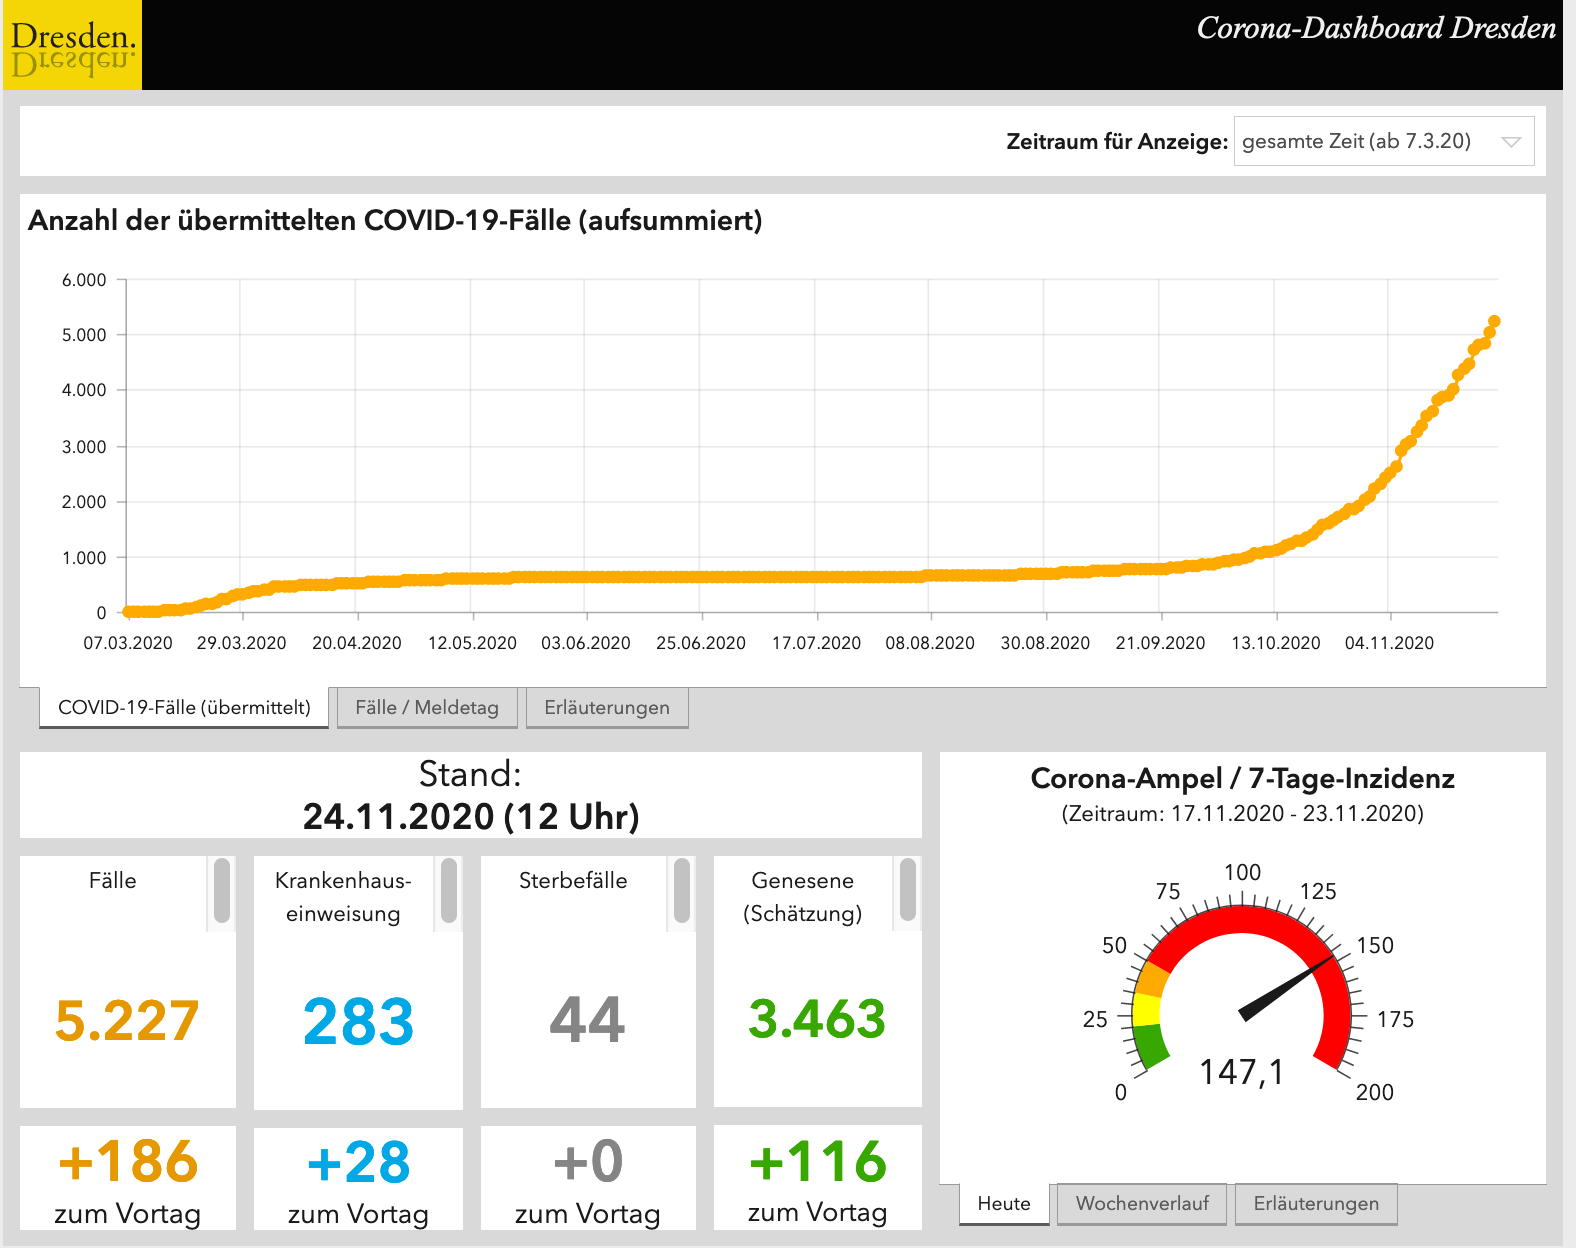 Dresden.
Dresden.
Corona-Dashboard Dresden
Zeitraum für Anzeige: gesamte Zeit (ab 7.3.20)
Anzahl der übermittelten COVID-19-Fälle (aufsummiert)
6.000
5.000
4.000
3.000
2.000
1.000
0
07.03.2020 29.03.2020 20.04.2020 12.05.2020 03.06.2020 25.06.2020 17.07.2020 08.08.2020 30.08.2020 21.09.2020 13.10.2020 04.11.2020
COVID-19-Fälle (übermittelt) Fälle / Meldetag Erläuterungen
Stand:
24.11.2020 (12 Uhr)
Fälle
5.227
+186
zum Vortag
Krankenhaus-
einweisung
283
+28
zum Vortag
Sterbefälle
44
+0
zum Vortag
Genesene
(Schätzung)
3.463
+116
zum Vortag
Corona-Ampel / 7-Tage-Inzidenz
(Zeitraum: 17.11.2020 - 23.11.2020)
0
25
50
75
100
125
150
175
200
147,1
Heute Wochenverlauf Erläuterungen